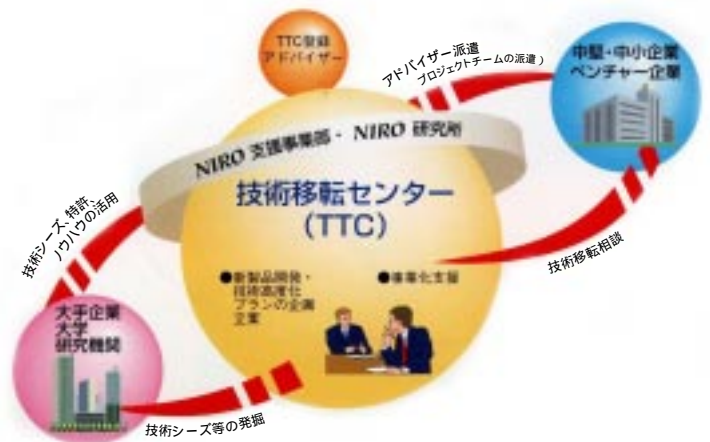 TTC登録
アドバイザー
アドバイザー派遣
プロジェクトチームの派遣）
中堅・中小企業
ベンチャー企業
NIRO 支援事業部・ NIRO 研究所
技術移転センター
(TTC)
技術シーズ、特許、
ノウハウの活用
技術移転相談
●新製品開発・
技術高度化
プランの企画
立案
●事業化支援
大手企業
大学
研究機関
技術シーズ等の発掘